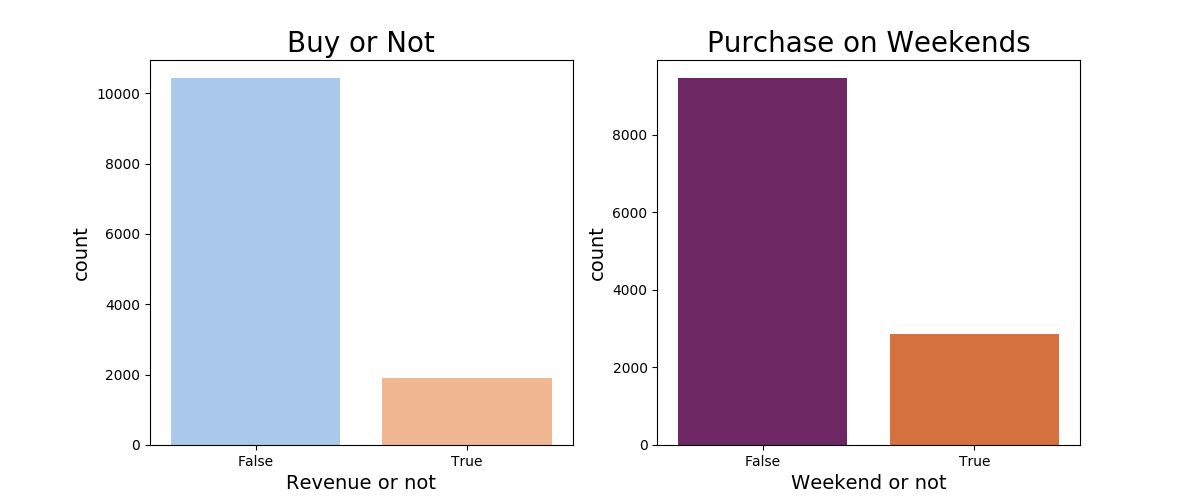 Buy or Not
10000
8000
6000
4000
2000
0
count
False
True
Revenue or not
Purchase on Weekends
8000
6000
4000
2000
0
count
False
True
Weekend or not